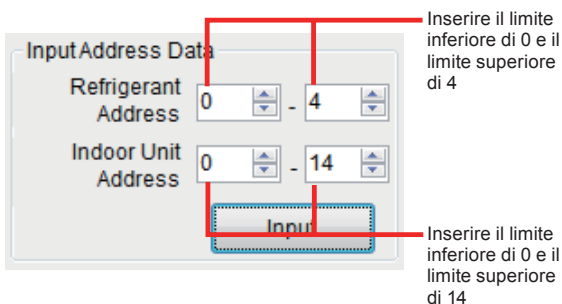 Inserire il limite
inferiore di 0 e il
limite superiore
di 4
Input Address Data
Refrigerant
Address
0 - 4
Indoor Unit
Address
0 - 14
Input
Inserire il limite
inferiore di 0 e il
limite superiore
di 14